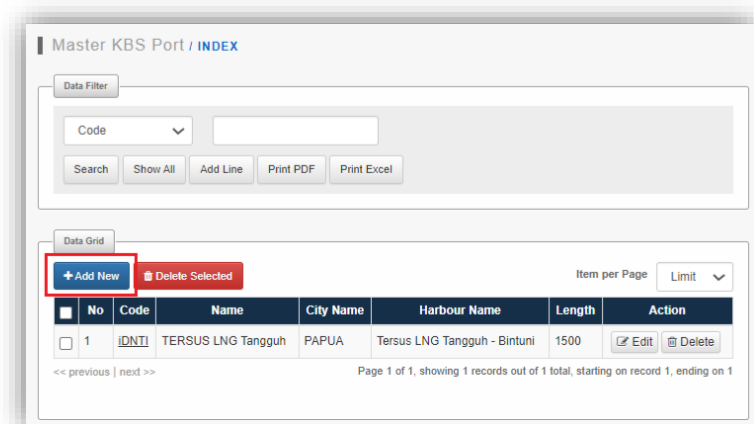 Master KBS Port / INDEX
Data Filter
Code
Search Show All Add Line Print PDF Print Excel
Data Grid
+ Add New Delete Selected Item per Page Limit
No Code Name City Name Harbour Name Length Action
1 iDNTI TERSUS LNG Tangguh PAPUA Tersus LNG Tangguh - Bintuni 1500 Edit Delete
<< previous | next >> Page 1 of 1, showing 1 records out of 1 total, starting on record 1, ending on 1